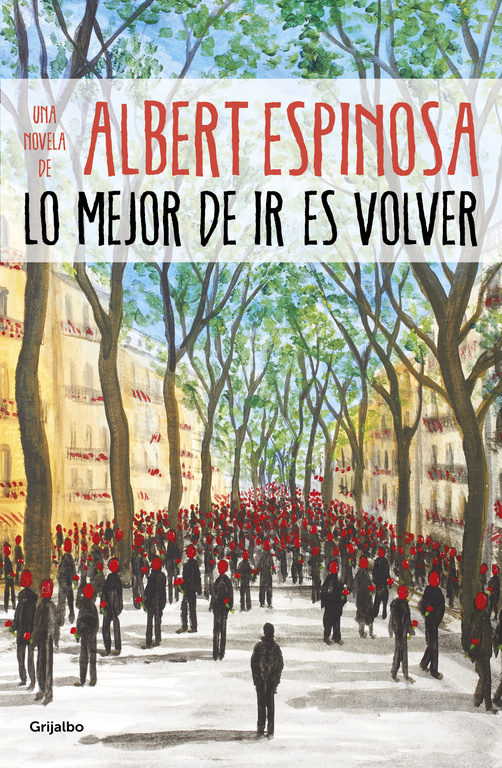 UNA
NOVELA
DE
ALBERT ESPINOSA
LO MEJOR DE IR ES VOLVER
Grijalbo